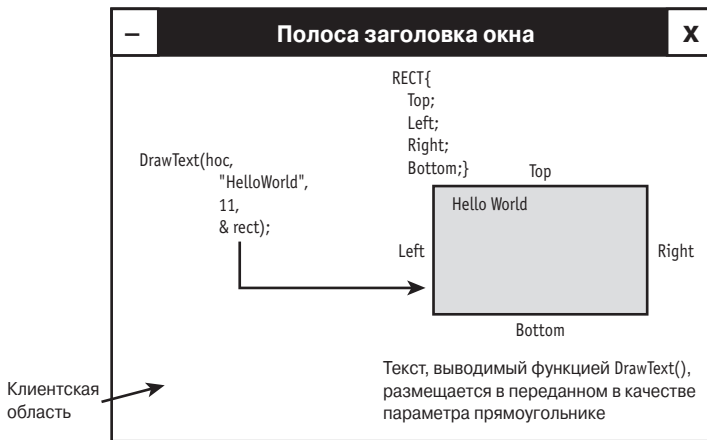 –
Полоса заголовка окна
X
RECT{
Top;
Left;
Right;
Bottom;}
DrawText(hoc,
"HelloWorld",
11,
& rect);
Top
Hello World
Left
Right
Bottom
Текст, выводимый функцией DrawText(),
размещается в переданном в качестве
параметра прямоугольнике
Клиентская
область